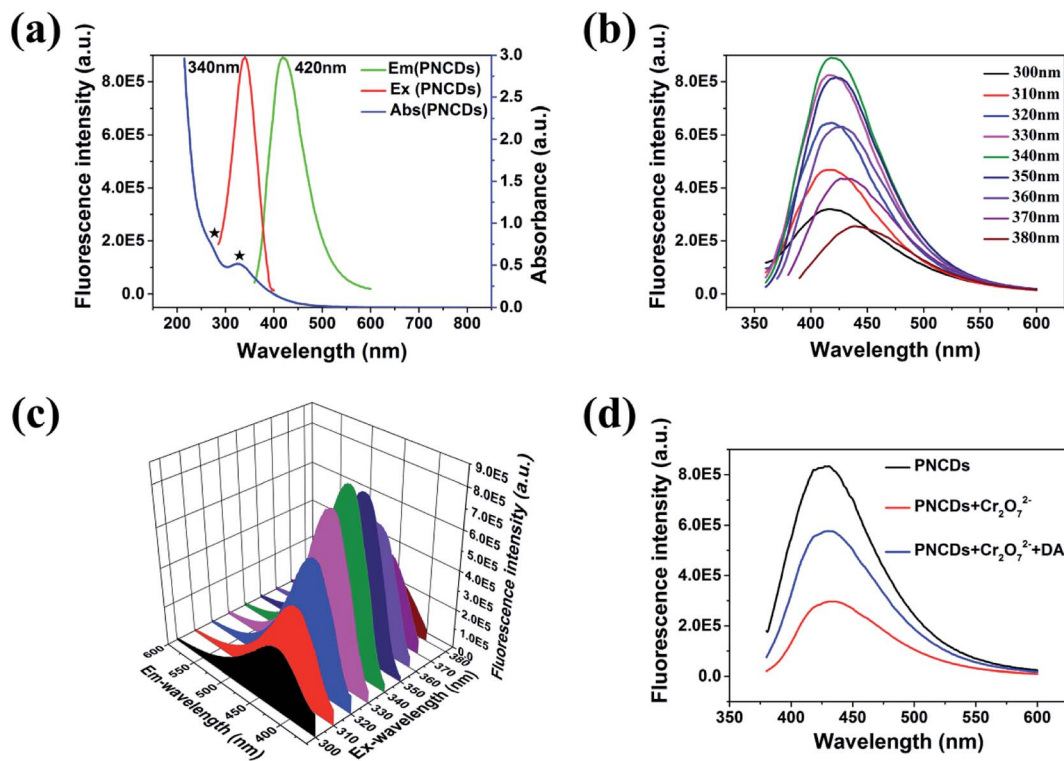 (a)
Fluorescence intensity (a.u.)
8.0E5
6.0E5
4.0E5
2.0E5
0.0
340nm
420nm
Em(PNCDs)
Ex (PNCDs)
Abs(PNCDs)
3.0
2.5
2.0
1.5
1.0
0.5
0.0
Absorbance (a.u.)
200 300 400 500 600 700 800
Wavelength (nm)
(b)
Fluorescence intensity (a.u.)
8.0E5
6.0E5
4.0E5
2.0E5
0.0
300nm
310nm
320nm
330nm
340nm
350nm
360nm
370nm
380nm
350 400 450 500 550 600
Wavelength (nm)
(c)
9.0E5
8.0E5
7.0E5
6.0E5
5.0E5
4.0E5
3.0E5
2.0E5
1.0E5
0.0
Fluorescence intensity (a.u.)
600
550
500
450
400
Em-wavelength (nm)
300
310
320
330
340
350
360
370
380
Ex-wavelength (nm)
(d)
Fluorescence intensity (a.u.)
8.0E5
6.0E5
4.0E5
2.0E5
0.0
PNCDs
PNCDs+Cr₂O₇²⁻
PNCDs+Cr₂O₇²⁻+DA
400 450 500 550 600
Wavelength (nm)